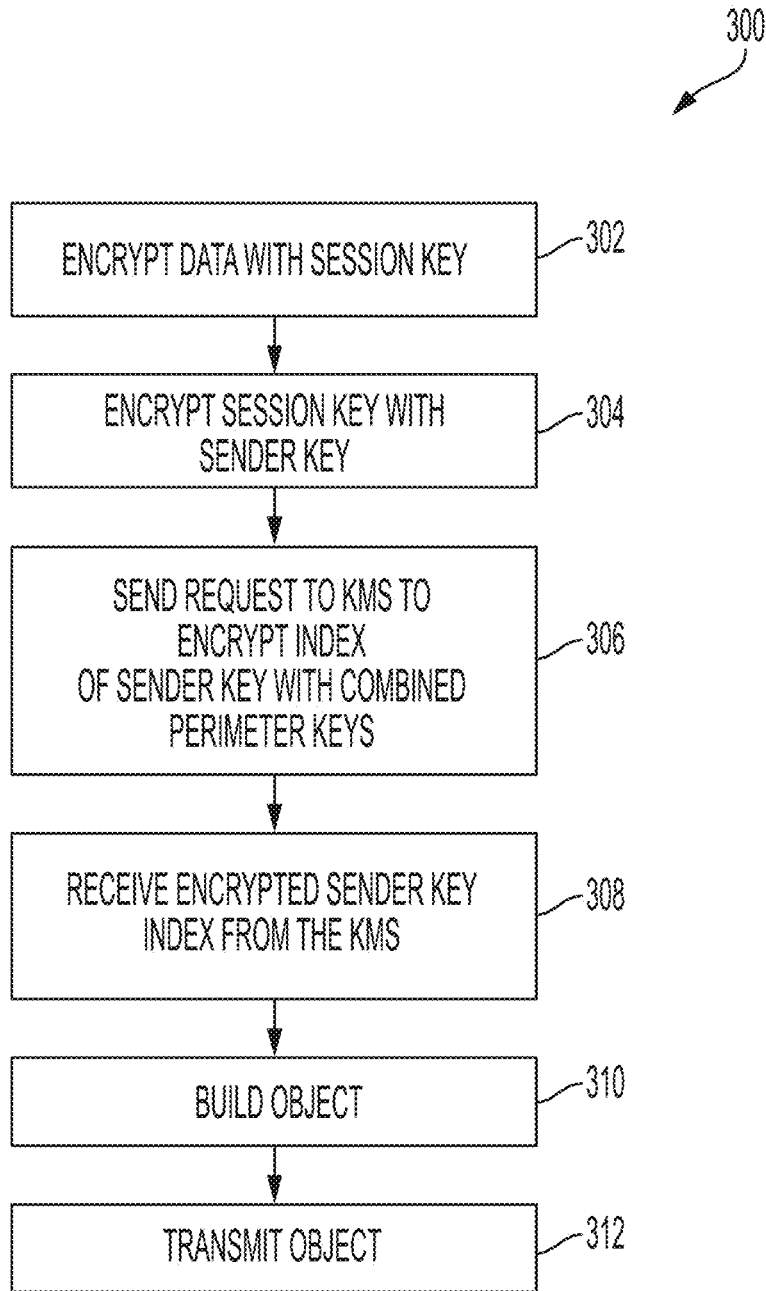 300
ENCRYPT DATA WITH SESSION KEY
302
ENCRYPT SESSION KEY WITH
SENDER KEY
304
SEND REQUEST TO KMS TO
ENCRYPT INDEX
OF SENDER KEY WITH COMBINED
PERIMETER KEYS
306
RECEIVE ENCRYPTED SENDER KEY
INDEX FROM THE KMS
308
BUILD OBJECT
310
TRANSMIT OBJECT
312